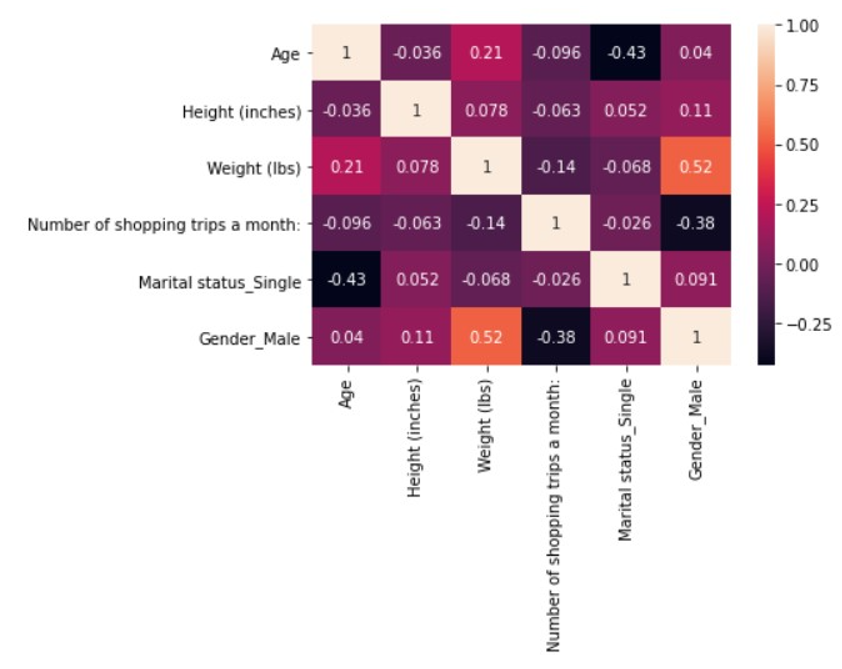 Age 1 -0.036 0.21 -0.096 -0.43 0.04
Height (inches) -0.036 1 0.078 -0.063 0.052 0.11
Weight (lbs) 0.21 0.078 1 -0.14 -0.068 0.52
Number of shopping trips a month: -0.096 -0.063 -0.14 1 -0.026 -0.38
Marital status_Single -0.43 0.052 -0.068 -0.026 1 0.091
Gender_Male 0.04 0.11 0.52 -0.38 0.091 1
Age
Height (inches)
Weight (lbs)
Number of shopping trips a month:
Marital status_Single
Gender_Male
1.00
0.75
0.50
0.25
0.00
−0.25